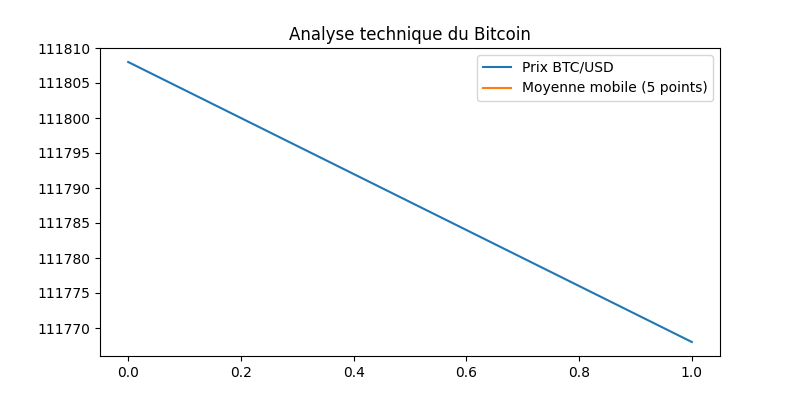 Analyse technique du Bitcoin
111810
111805
111800
111795
111790
111785
111780
111775
111770
Prix BTC/USD
Moyenne mobile (5 points)
0.0 0.2 0.4 0.6 0.8 1.0